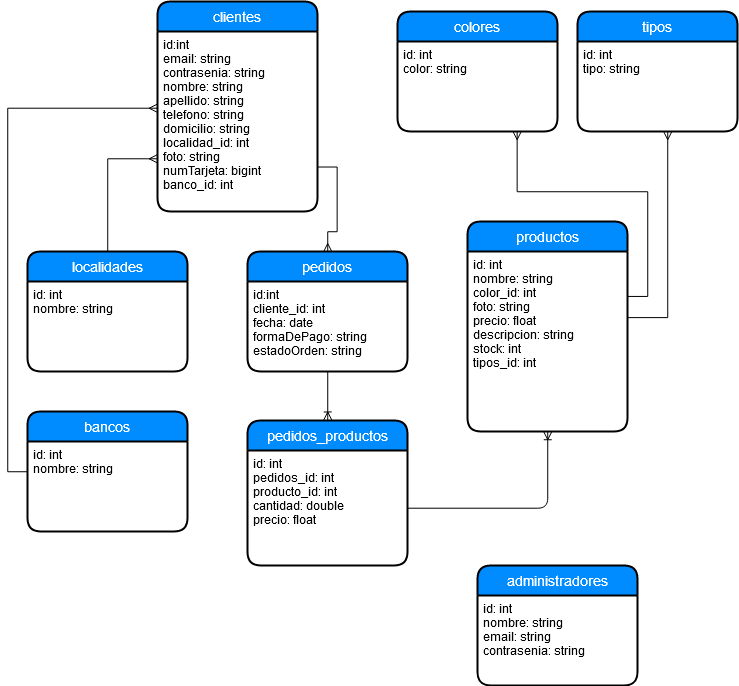 clientes
id:int
email: string
contrasenia: string
nombre: string
apellido: string
telefono: string
domicilio: string
localidad_id: int
foto: string
numTarjeta: bigint
banco_id: int
colores
id: int
color: string
tipos
id: int
tipo: string
localidades
id: int
nombre: string
pedidos
id:int
cliente_id: int
fecha: date
formaDePago: string
estadoOrden: string
productos
id: int
nombre: string
color_id: int
foto: string
precio: float
descripcion: string
stock: int
tipos_id: int
bancos
id: int
nombre: string
pedidos_productos
id: int
pedidos_id: int
producto_id: int
cantidad: double
precio: float
administradores
id: int
nombre: string
email: string
contrasenia: string